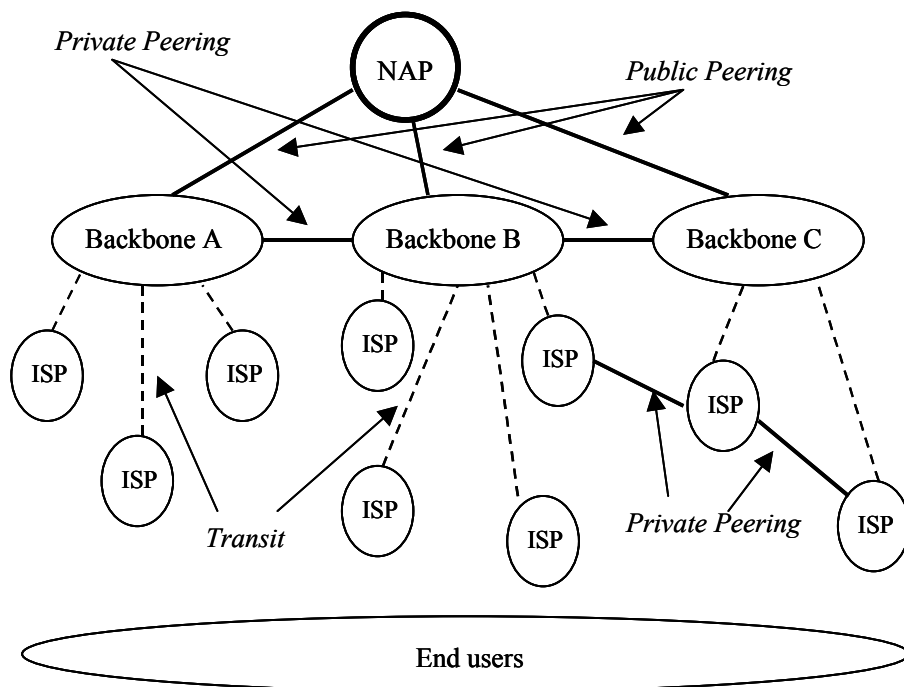 Private Peering
NAP
Public Peering
Backbone A
Backbone B
Backbone C
ISP
ISP
ISP
ISP
ISP
ISP
ISP
ISP
ISP
ISP
Transit
Private Peering
End users